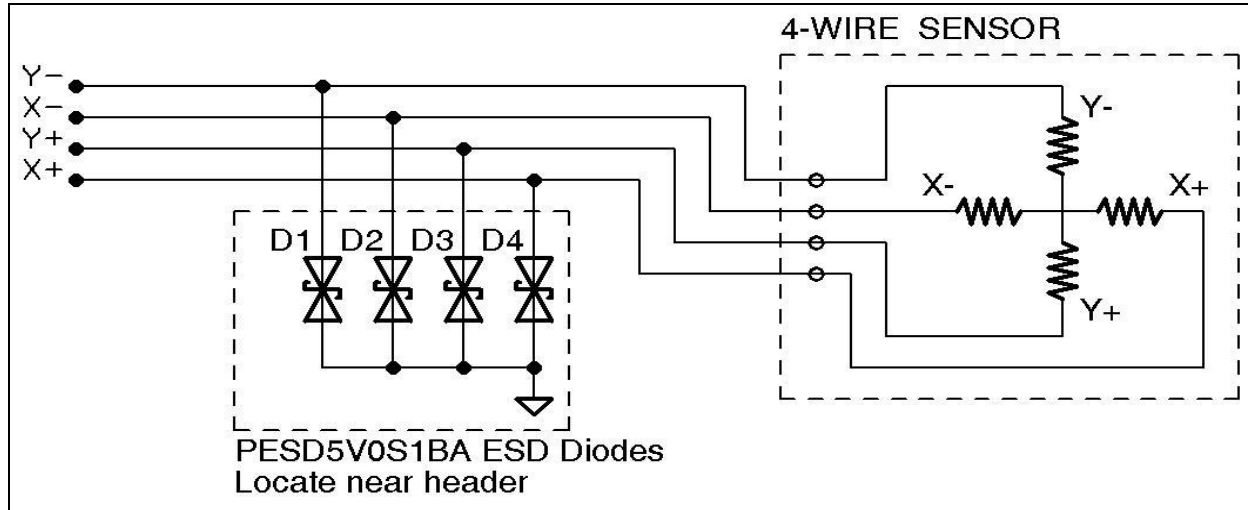 4-WIRE SENSOR
Y-
X-
Y+
X+
Y-
X-
X+
Y+
D1 D2 D3 D4
PESD5V0S1BA ESD Diodes
Locate near header